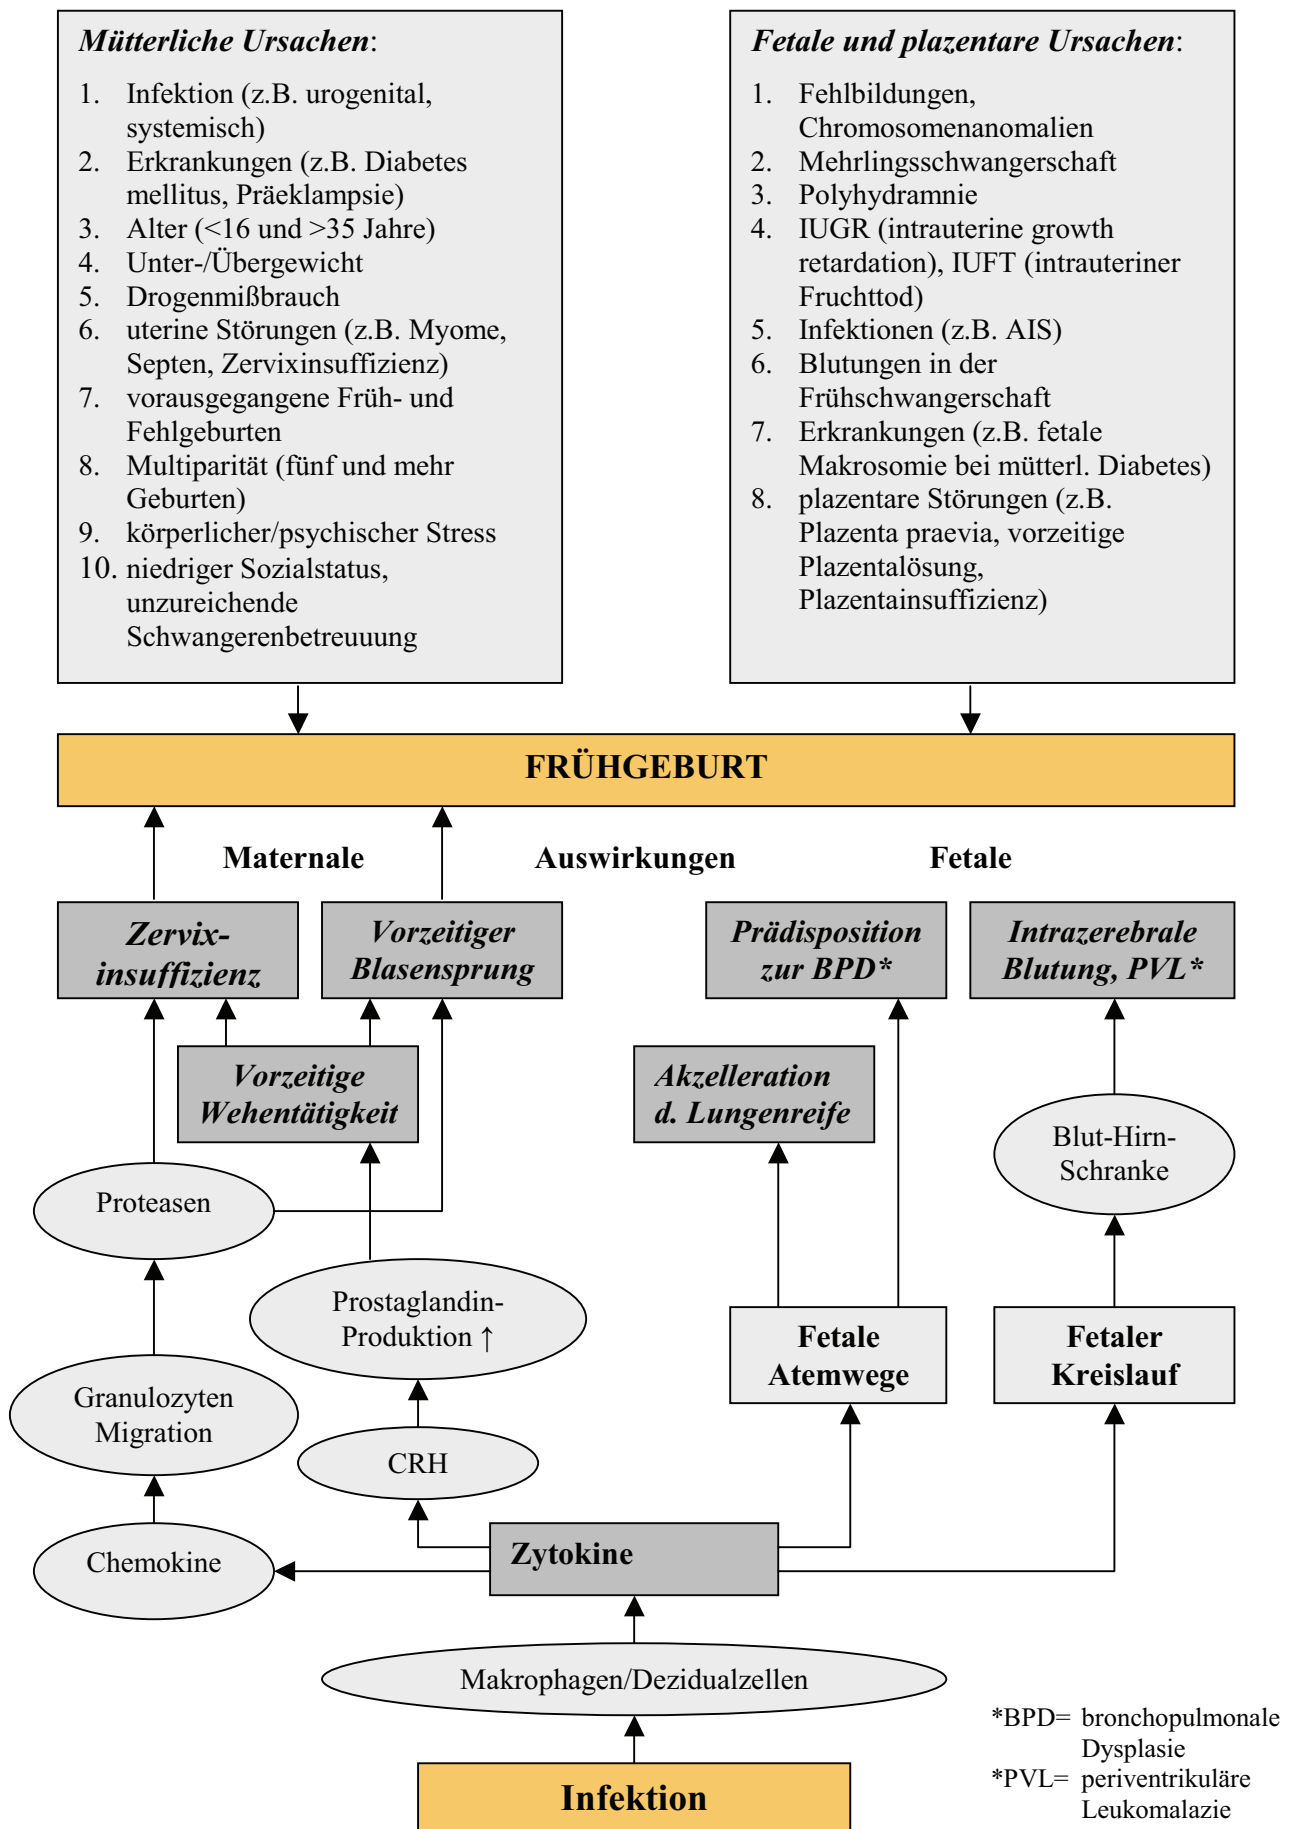 Mütterliche Ursachen:
1. Infektion (z.B. urogenital,
systemisch)
2. Erkrankungen (z.B. Diabetes
mellitus, Präeklampsie)
3. Alter (<16 und >35 Jahre)
4. Unter-/Übergewicht
5. Drogenmißbrauch
6. uterine Störungen (z.B. Myome,
Septen, Zervixinsuffizienz)
7. vorausgegangene Früh- und
Fehlgeburten
8. Multiparität (fünf und mehr
Geburten)
9. körperlicher/psychischer Stress
10. niedriger Sozialstatus,
unzureichende
Schwangerenbetreuuung
Fetale und plazentare Ursachen:
1. Fehlbildungen,
Chromosomenanomalien
2. Mehrlingsschwangerschaft
3. Polyhydramnie
4. IUGR (intrauterine growth
retardation), IUFT (intrauteriner
Fruchttod)
5. Infektionen (z.B. AIS)
6. Blutungen in der
Frühschwangerschaft
7. Erkrankungen (z.B. fetale
Makrosomie bei mütterl. Diabetes)
8. plazentare Störungen (z.B.
Plazenta praevia, vorzeitige
Plazentalösung,
Plazentainsuffizienz)
FRÜHGEBURT
Maternale Auswirkungen Fetale
Zervix-
insuffizienz
Vorzeitiger
Blasensprung
Prädisposition
zur BPD*
Intrazerebrale
Blutung, PVL*
Vorzeitige
Wehentätigkeit
Akzelleration
d. Lungenreife
Blut-Hirn-
Schranke
Proteasen
Prostaglandin-
Produktion ↑
Fetale
Atemwege
Fetaler
Kreislauf
Granulozyten
Migration
CRH
Chemokine
Zytokine
Makrophagen/Dezidualzellen
Infektion
*BPD= bronchopulmonale
Dysplasie
*PVL= periventrikuläre
Leukomalazie